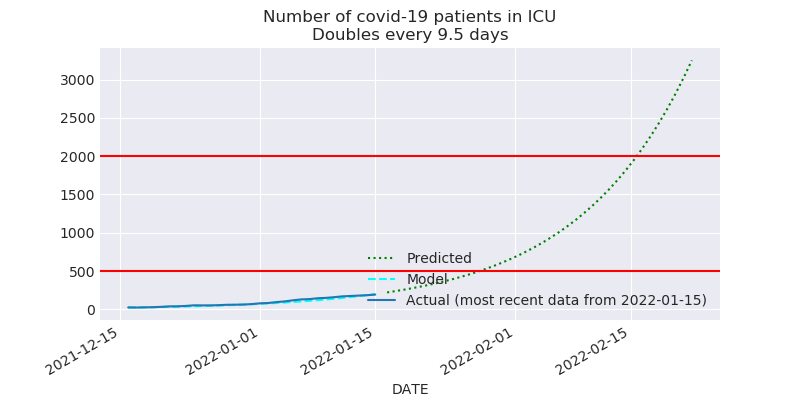 Number of covid-19 patients in ICU
Doubles every 9.5 days
3000
2500
2000
1500
1000
500
0
Predicted
Model
Actual (most recent data from 2022-01-15)
2021-12-15
2022-01-01
2022-01-15
2022-02-01
2022-02-15
DATE